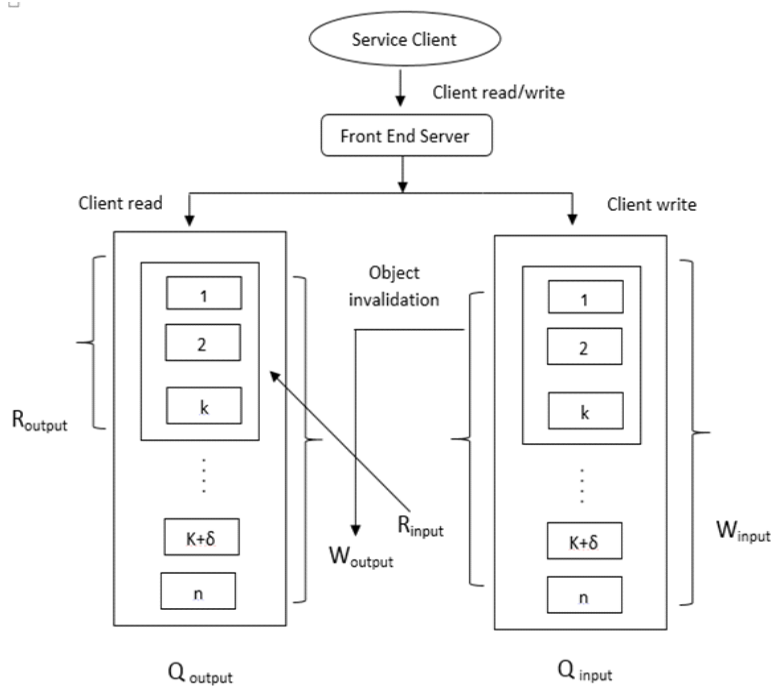 Service Client
Client read/write
Front End Server
Client read
Client write
1
2
k
K+δ
n
Object
invalidation
1
2
k
K+δ
n
Routput
Rinput
Woutput
Winput
Q output
Q input